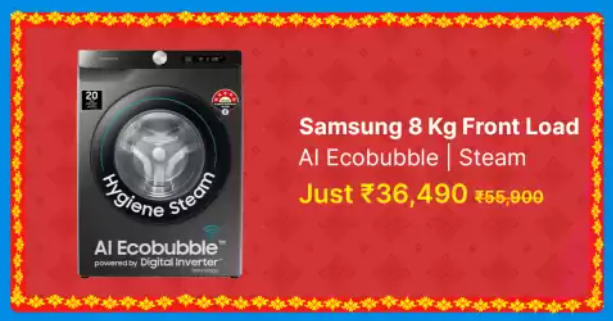 Samsung 8 Kg Front Load
AI Ecobubble | Steam
Just ₹36,490 ₹55,900
20
Hygiene Steam
AI Ecobubble™
powered by Digital Inverter™